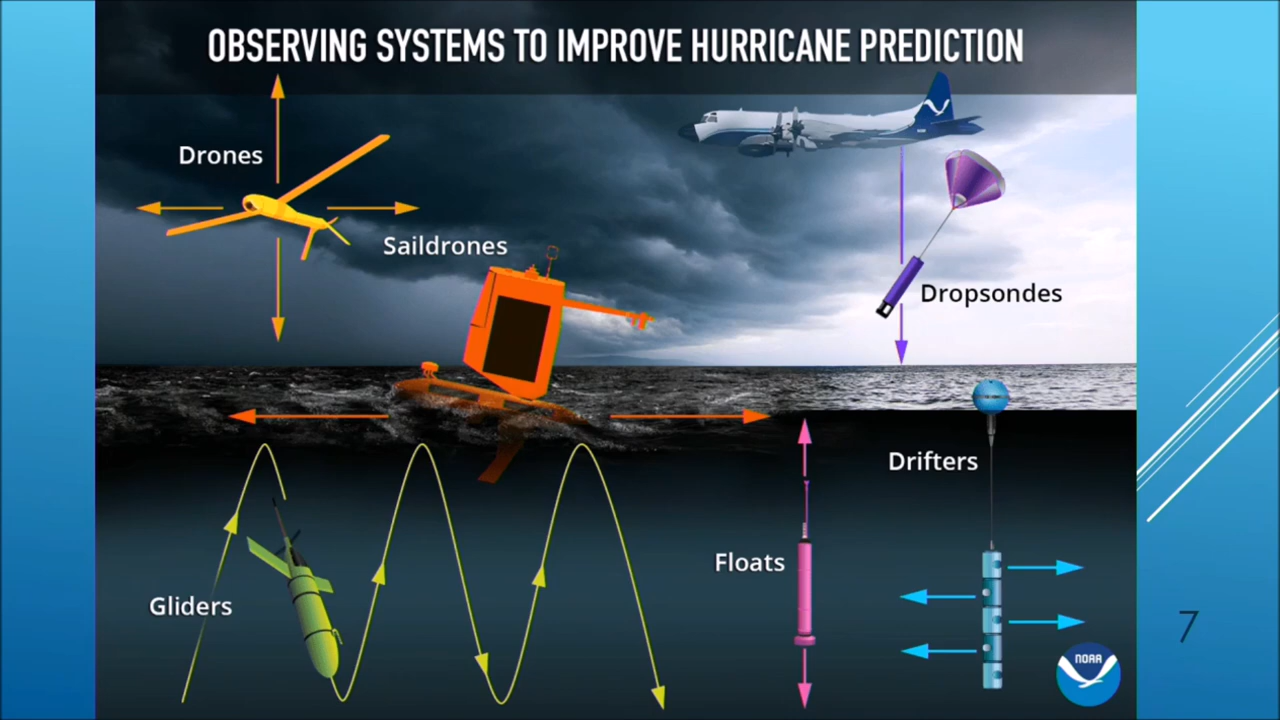 OBSERVING SYSTEMS TO IMPROVE HURRICANE PREDICTION
Drones
Saildrones
Dropsondes
Drifters
Floats
Gliders
7
NOAA